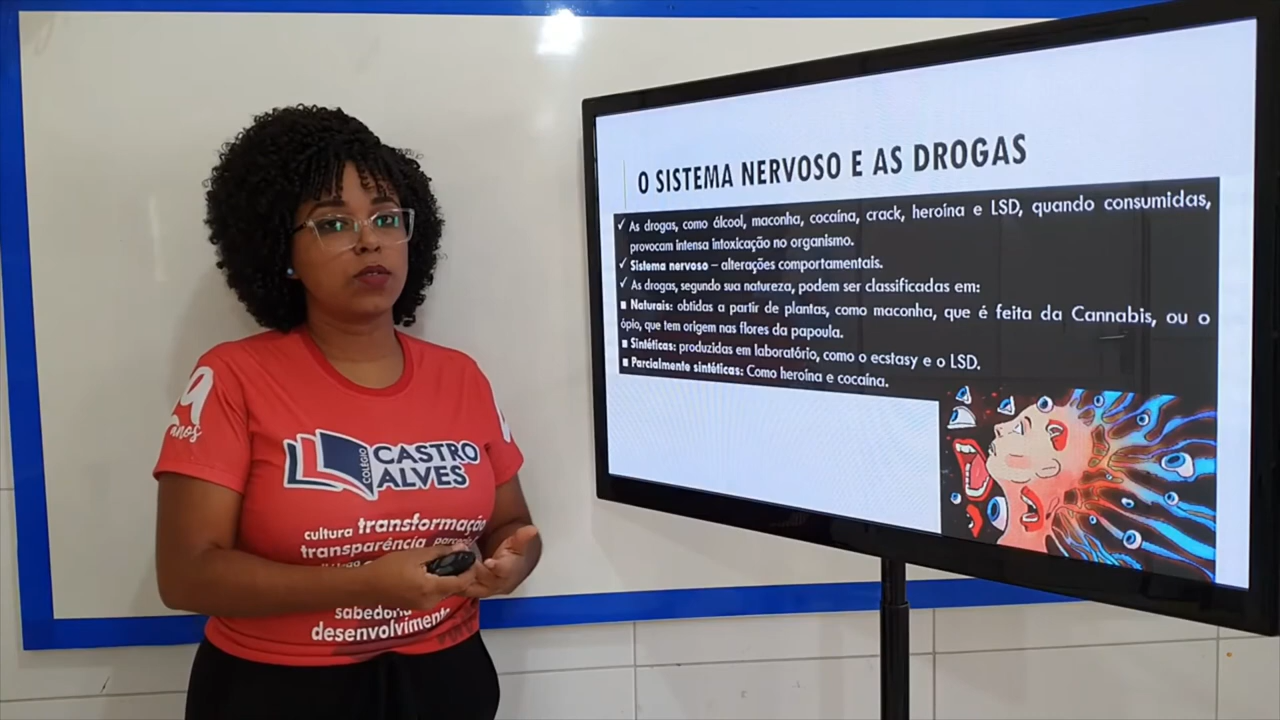 O SISTEMA NERVOSO E AS DROGAS
✓ As drogas, como álcool, maconha, cocaína, crack, heroína e LSD, quando consumidas,
provocam intensa intoxicação no organismo.
✓ Sistema nervoso – alterações comportamentais.
✓ As drogas, segundo sua natureza, podem ser classificadas em:
■ Naturais: obtidas a partir de plantas, como maconha, que é feita da Cannabis, ou o
ópio, que tem origem nas flores da papoula.
■ Sintéticas: produzidas em laboratório, como o ecstasy e o LSD.
■ Parcialmente sintéticas: Como heroína e cocaína.
anos
COLÉGIO
CASTRO
ALVES
cultura transformação
transparência
sabedoria
desenvolvimento